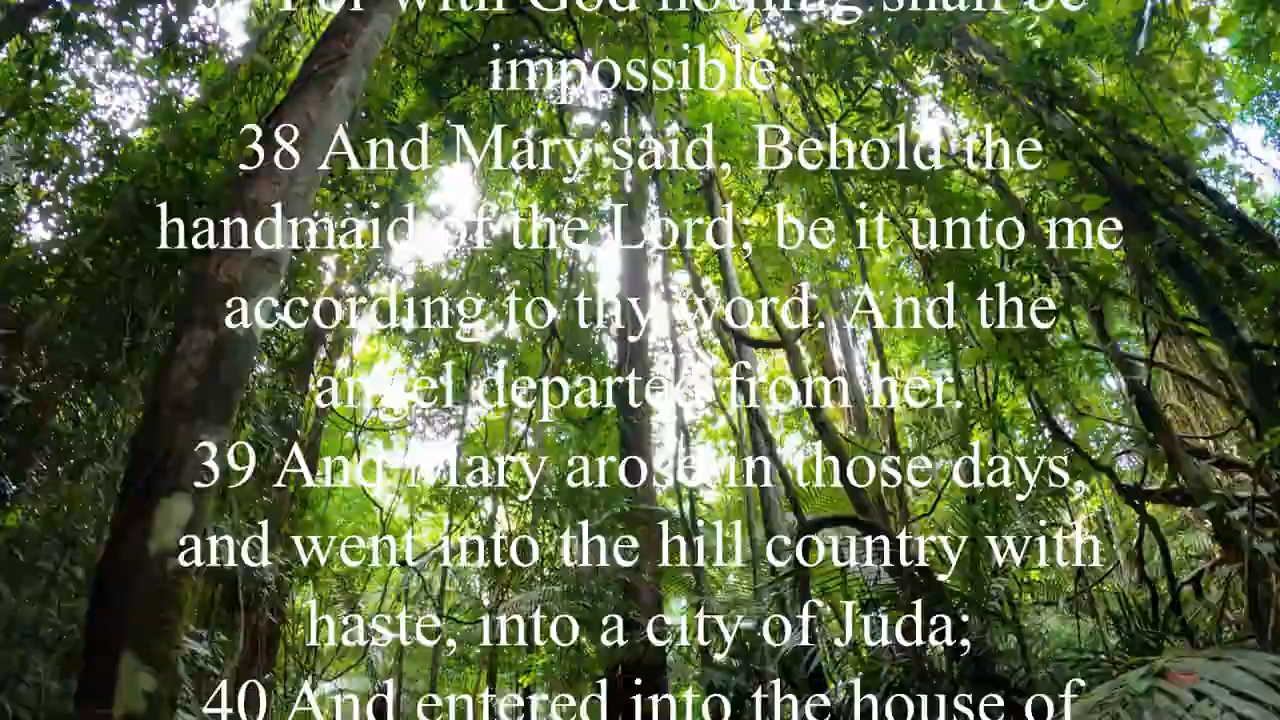 For with God nothing shall be
impossible
38 And Mary said, Behold the
handmaid of the Lord; be it unto me
according to thy word. And the
angel departed from her.
39 And Mary arose in those days,
and went into the hill country with
haste, into a city of Juda;
40 And entered into the house of